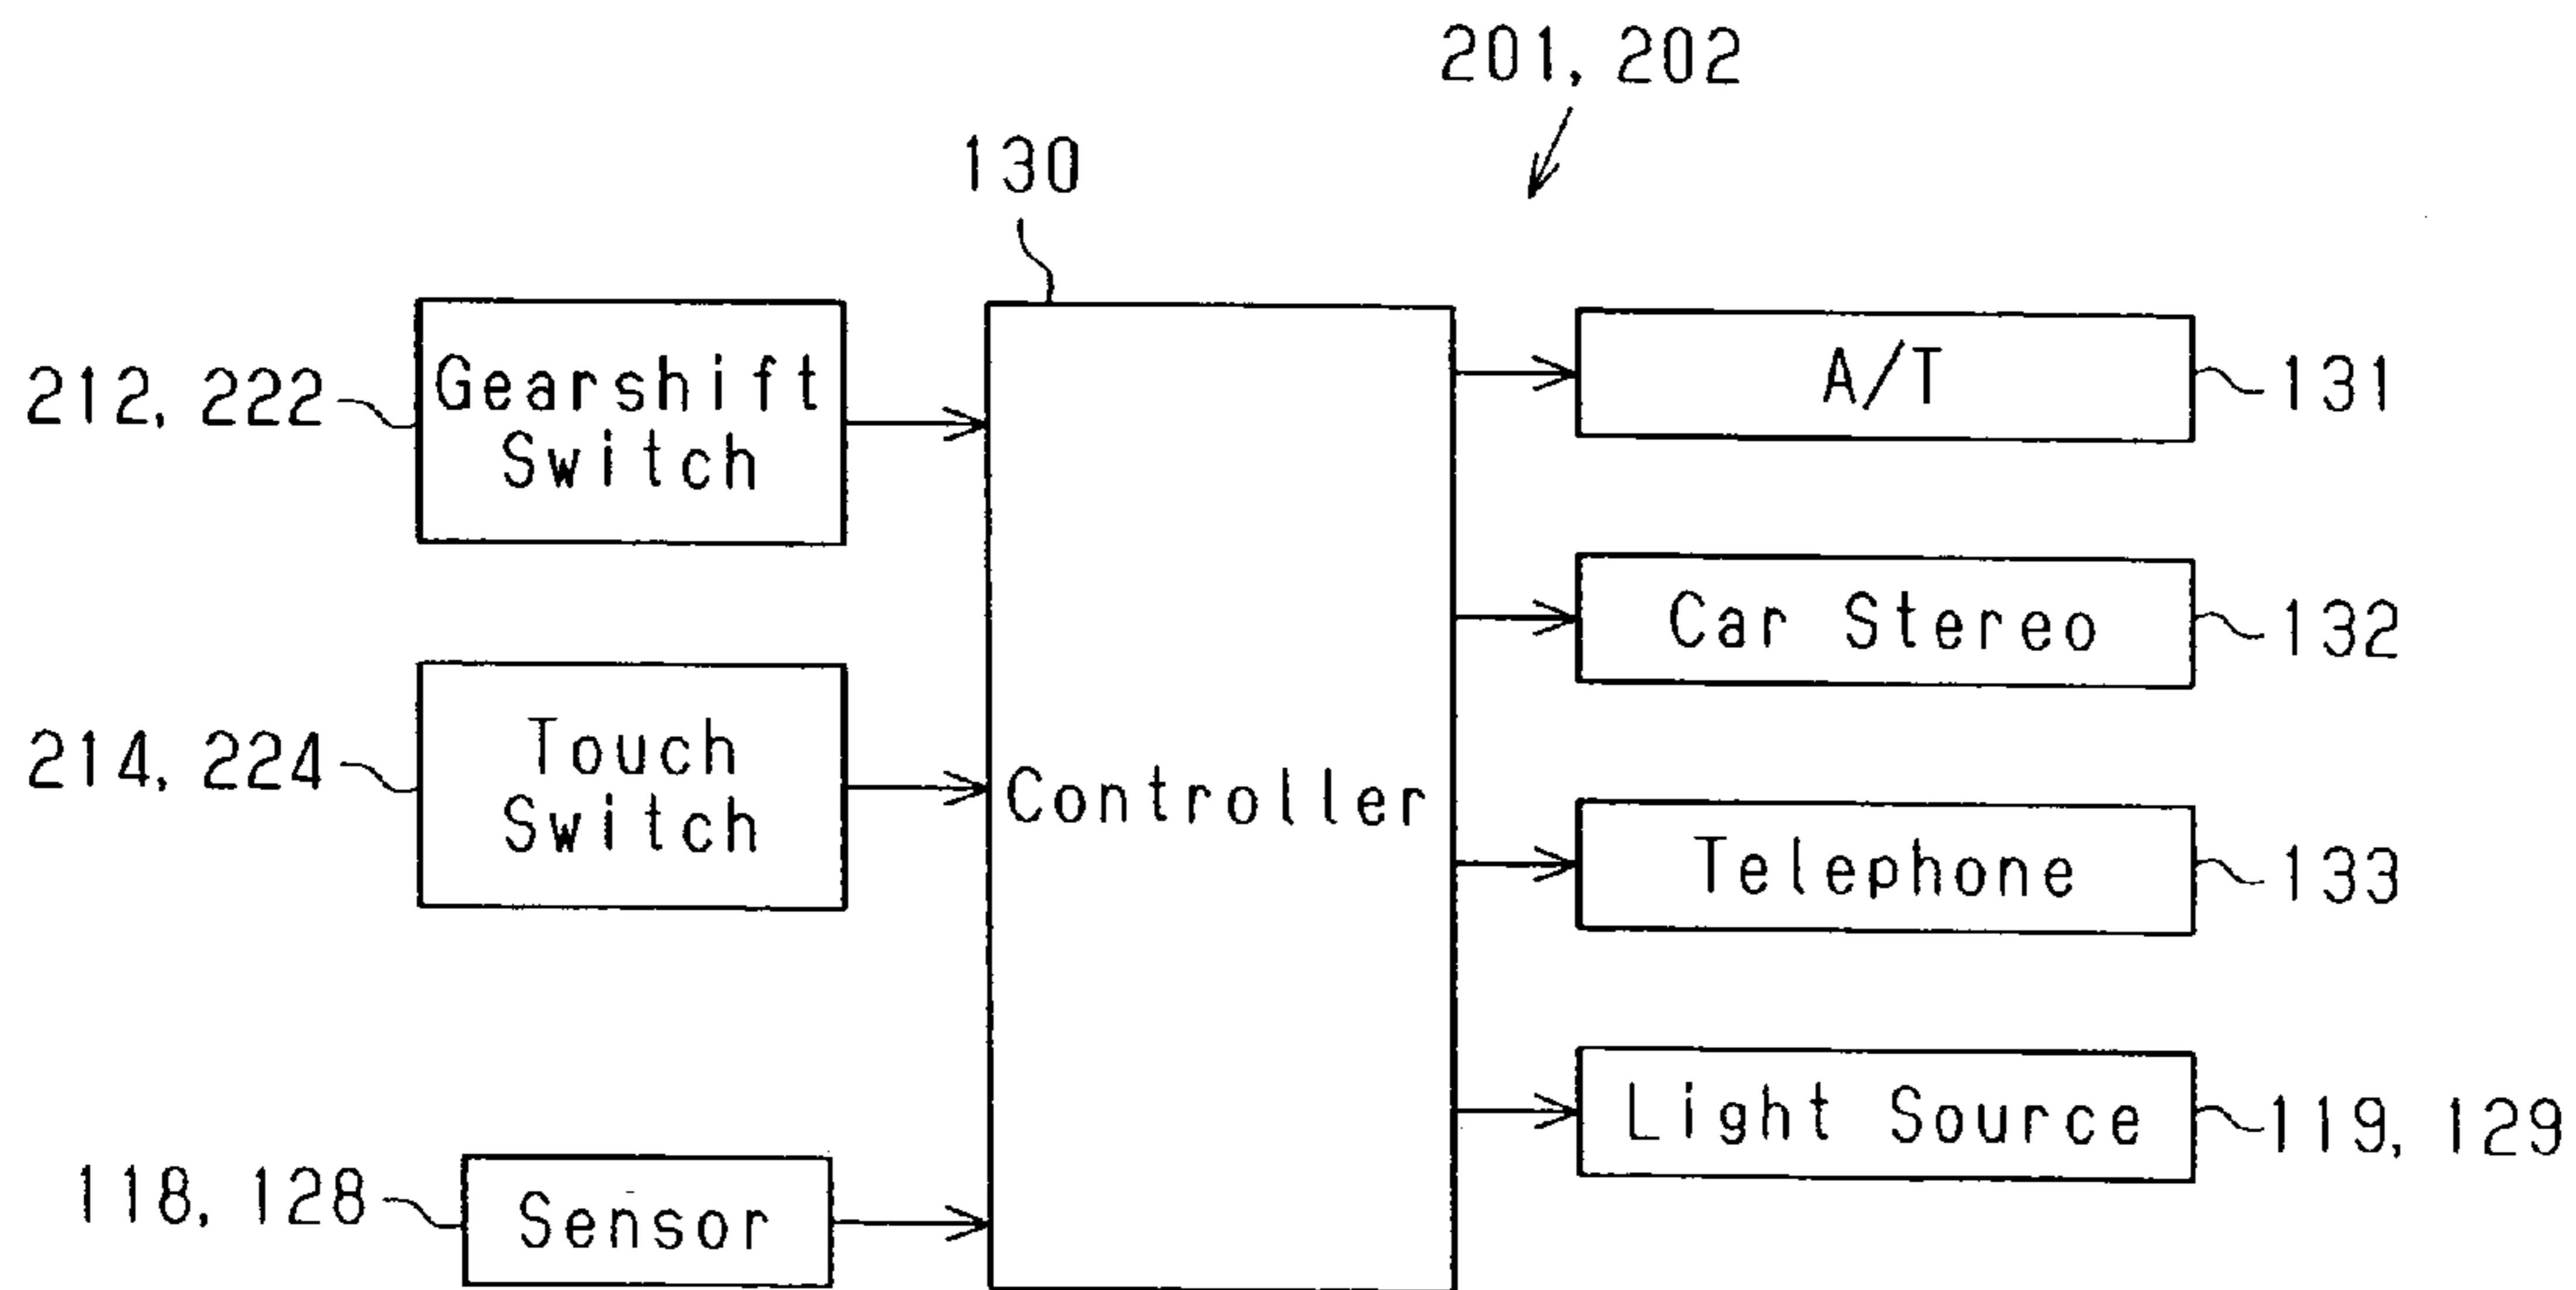 201, 202
130
212, 222
Gearshift
Switch
A/T
131
Car Stereo
132
214, 224
Touch
Switch
Controller
Telephone
133
118, 128
Sensor
Light Source
119, 129